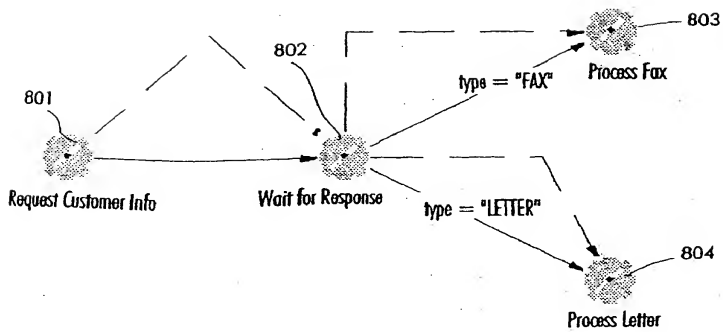 803
802
Process Fax
type = "FAX"
801
Request Customer Info
Wait for Response
type = "LETTER"
804
Process Letter